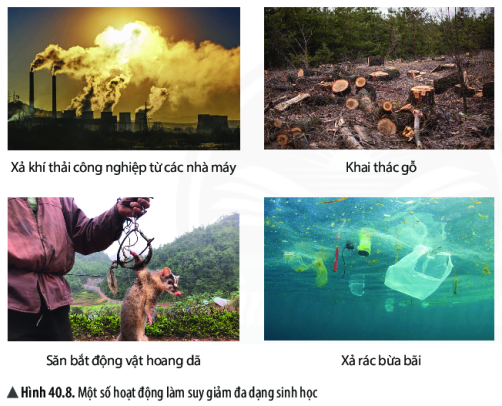 Xả khí thải công nghiệp từ các nhà máy
Khai thác gỗ
Săn bắt động vật hoang dã
Xả rác bừa bãi
▲ Hình 40.8. Một số hoạt động làm suy giảm đa dạng sinh học